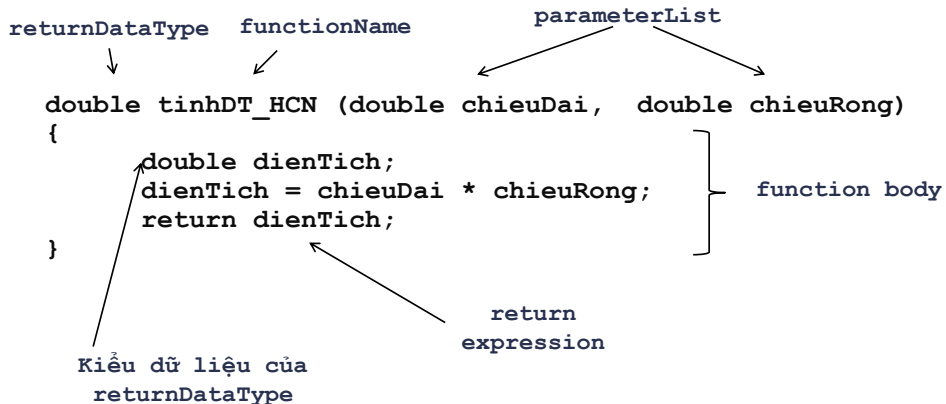 parameterList
returnDataType functionName
double tinhDT_HCN (double chieuDai, double chieuRong)
{
double dienTich;
dienTich = chieuDai * chieuRong;
return dienTich;
}
function body
return
expression
Kiểu dữ liệu của
returnDataType